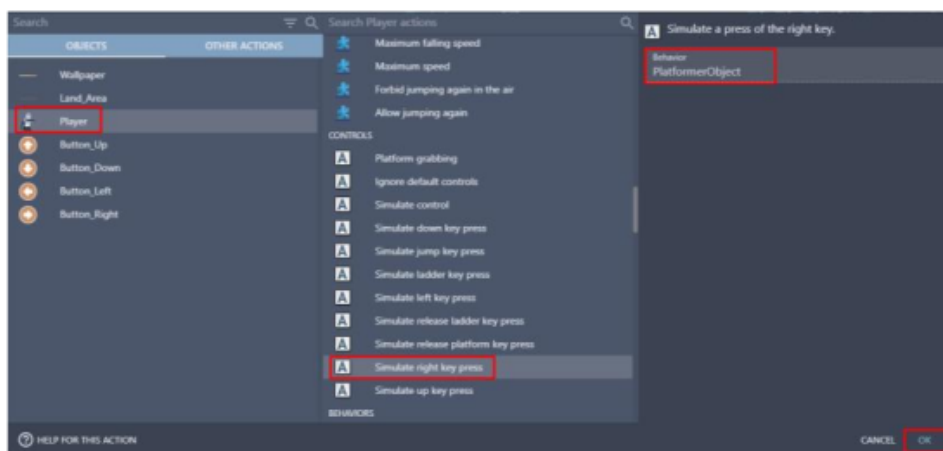 Search
OBJECTS
OTHER ACTIONS
Wallpaper
Land_Area
Player
Button_Up
Button_Down
Button_Left
Button_Right
HELP FOR THIS ACTION
Search Player actions
Maximum falling speed
Maximum speed
Forbid jumping again in the air
Allow jumping again
CONTROLS
A Platform grabbing
A Ignore default controls
A Simulate control
A Simulate down key press
A Simulate jump key press
A Simulate ladder key press
A Simulate left key press
A Simulate release ladder key press
A Simulate release platform key press
A Simulate right key press
A Simulate up key press
BEHAVIORS
A Simulate a press of the right key.
Behavior
PlatformerObject
CANCEL
OK